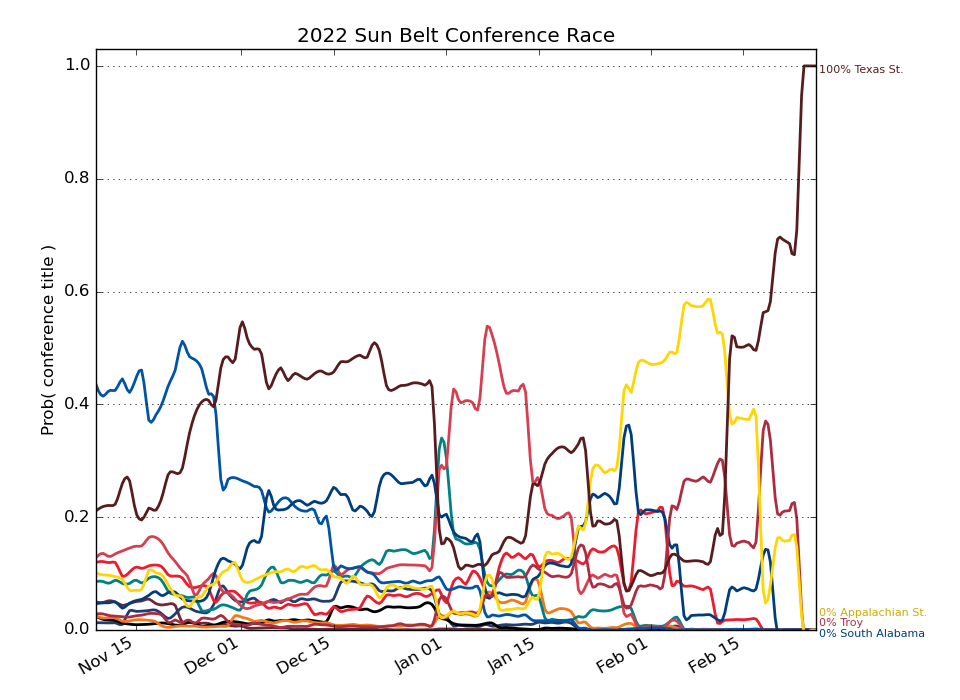 2022 Sun Belt Conference Race
Prob( conference title )
1.0
0.8
0.6
0.4
0.2
0.0
Nov 15
Dec 01
Dec 15
Jan 01
Jan 15
Feb 01
Feb 15
100% Texas St.
0% Appalachian St.
0% Troy
0% South Alabama